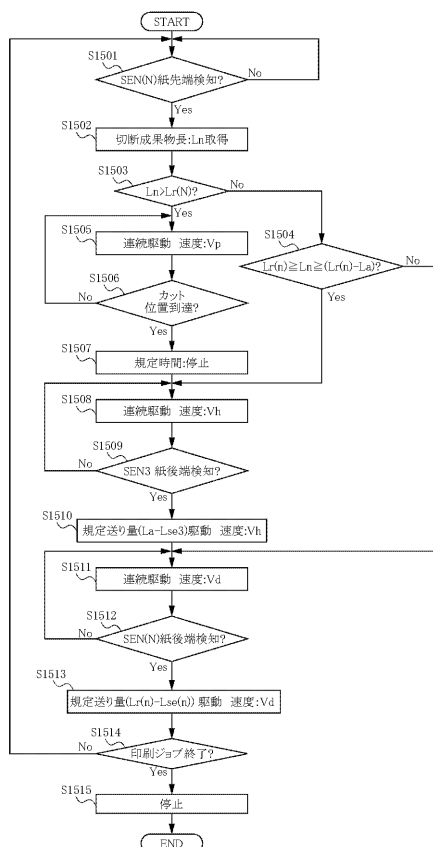 START
S1501
SEN(N)紙先端検知?
No
Yes
S1502
切断成果物長:Ln取得
S1503
Ln>Lr(N)?
No
Yes
S1504
Lr(n)≧Ln≧(Lr(n)-La)?
No
Yes
S1505
連続駆動 速度:Vp
S1506
カット
位置到達?
No
Yes
S1507
規定時間:停止
S1508
連続駆動 速度:Vh
S1509
SEN3 紙後端検知?
No
Yes
S1510
規定送り量(La-Lse3)駆動 速度:Vh
S1511
連続駆動 速度:Vd
S1512
SEN(N)紙後端検知?
No
Yes
S1513
規定送り量(Lr(n)-Lse(n)) 駆動 速度:Vd
S1514
印刷ジョブ終了?
No
Yes
S1515
停止
END